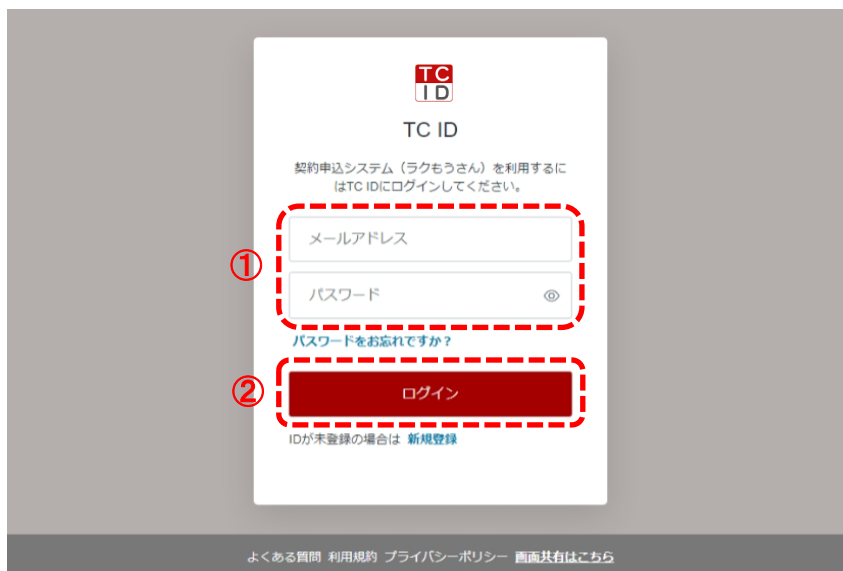 TC
ID
TC ID
契約申込システム（ラクもうさん）を利用するに
はTC IDにログインしてください。
①
メールアドレス
パスワード
パスワードをお忘れですか？
②
ログイン
IDが未登録の場合は 新規登録
よくある質問 利用規約 プライバシーポリシー 画面共有はこちら